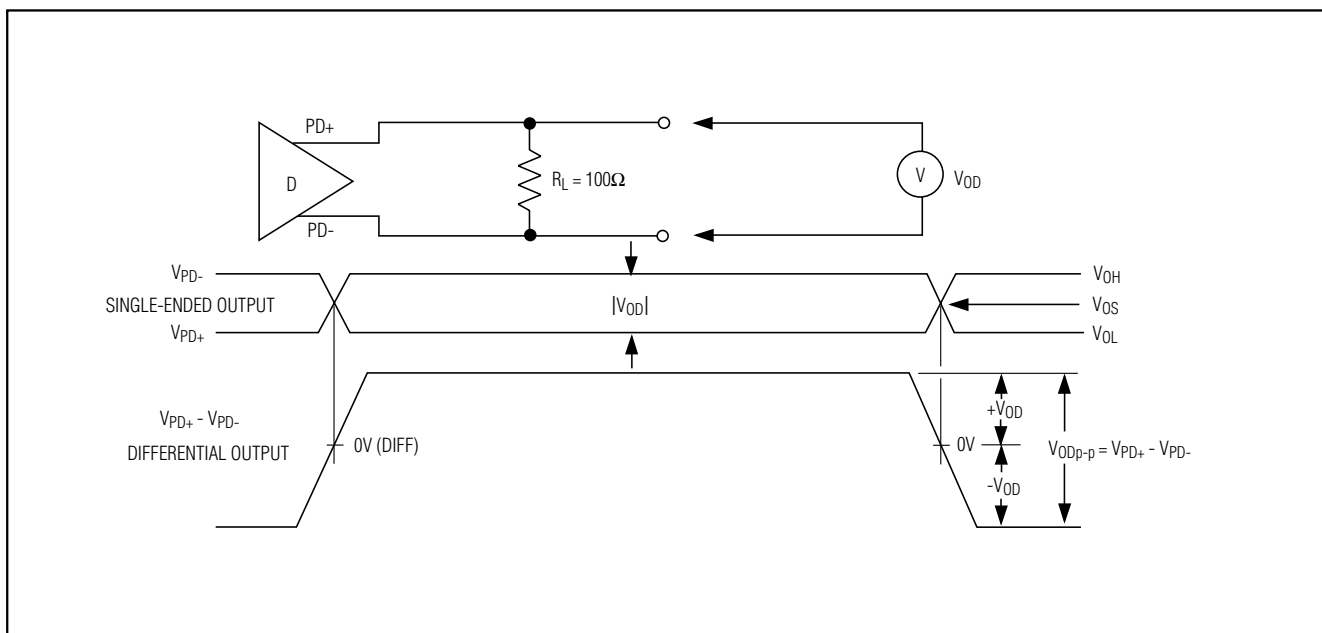 PD+
D
R_L = 100Ω
V
V_OD
PD-
V_PD-
V_OH
SINGLE-ENDED OUTPUT
|V_OD|
V_OS
V_PD+
V_OL
V_PD+ - V_PD-
+V_OD
0V (DIFF)
0V
V_ODp-p = V_PD+ - V_PD-
DIFFERENTIAL OUTPUT
-V_OD